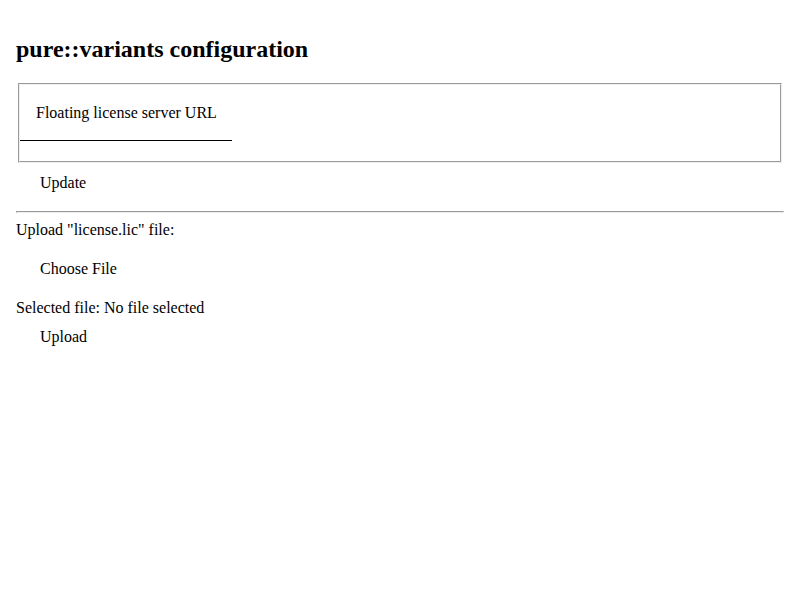 pure::variants configuration
Floating license server URL
Update
Upload "license.lic" file:
Choose File
Selected file: No file selected
Upload